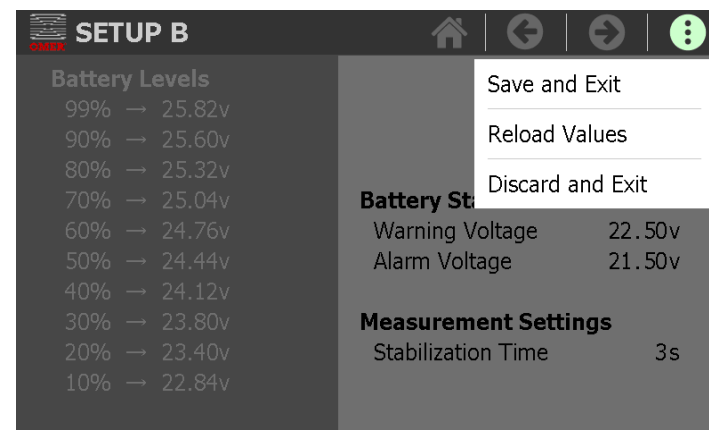 OMER
SETUP B
Battery Levels
99% → 25.82v
90% → 25.60v
80% → 25.32v
70% → 25.04v
60% → 24.76v
50% → 24.44v
40% → 24.12v
30% → 23.80v
20% → 23.40v
10% → 22.84v
Save and Exit
Reload Values
Discard and Exit
Battery Sta
Warning Voltage 22.50v
Alarm Voltage 21.50v
Measurement Settings
Stabilization Time 3s